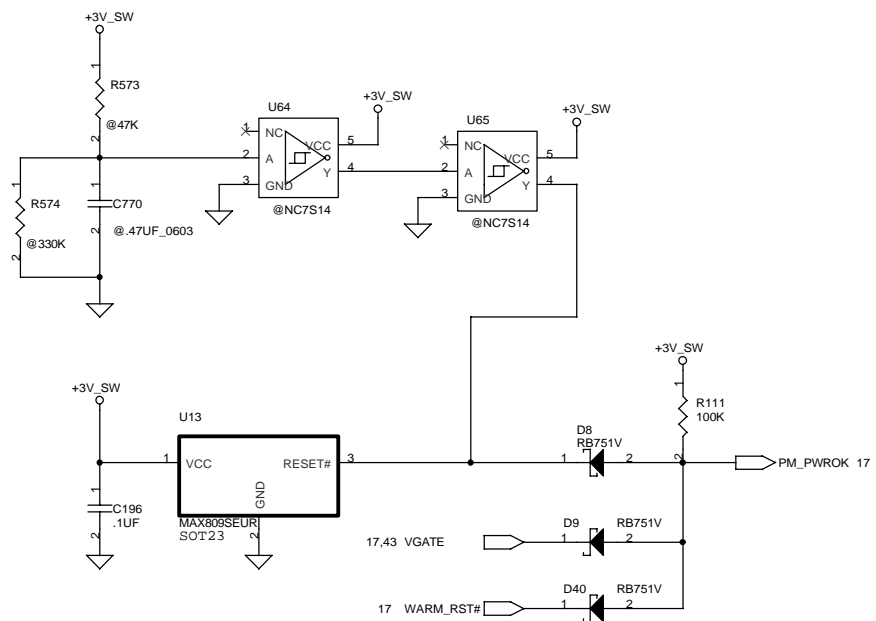 +3V_SW
1
R573
@47K
2
1
R574
@330K
2
1
C770
@.47UF_0603
2
U64
+3V_SW
1
NC
VCC
5
2
A
Y
4
3
GND
@NC7S14
U65
+3V_SW
1
NC
VCC
5
2
A
Y
4
3
GND
@NC7S14
+3V_SW
1
R111
100K
2
+3V_SW
U13
1
VCC
RESET#
3
GND
2
MAX809SEUR
SOT23
1
C196
.1UF
2
D8
RB751V
1
2
PM_PWROK 17
17,43 VGATE
D9
RB751V
1
2
17 WARM_RST#
D40
RB751V
1
2